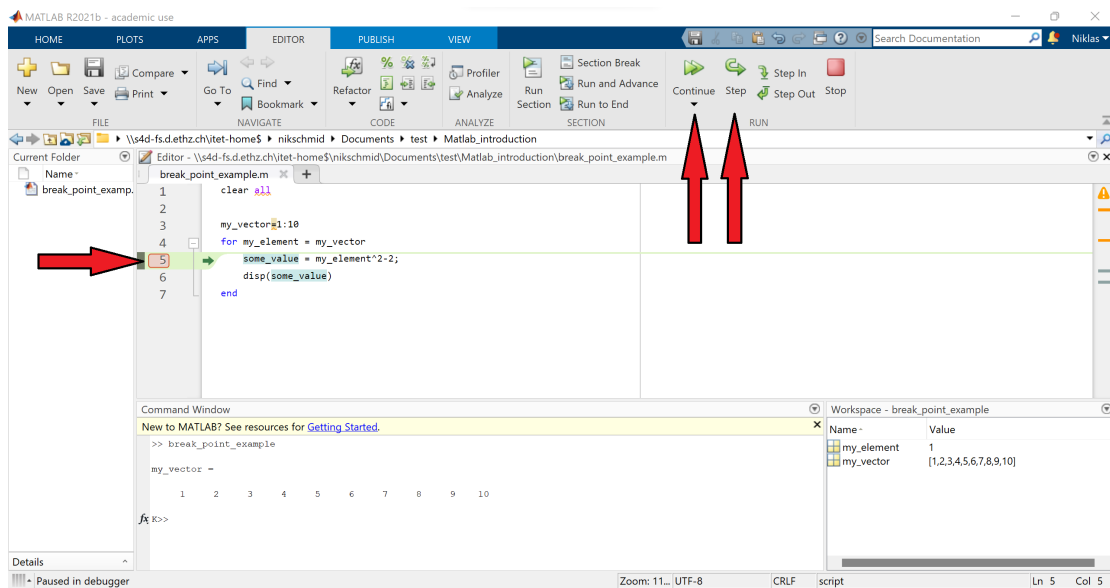 MATLAB R2021b - academic use
HOME PLOTS APPS EDITOR PUBLISH VIEW Search Documentation Niklas
New Open Save Compare Print
Go To Find Bookmark
Refactor
Profiler Analyze
Run Section Section Break Run and Advance Run to End
Continue Step Step In Step Out Stop
FILE NAVIGATE CODE ANALYZE SECTION RUN
\\s4d-fs.d.ethz.ch\itet-home$ nikschmid Documents test Matlab_introduction
Current Folder
Name
break_point_examp.
Editor - \\s4d-fs.d.ethz.ch\itet-home$\nikschmid\Documents\test\Matlab_introduction\break_point_example.m
break_point_example.m +
1 clear all
2
3 my_vector=1:10
4 for my_element = my_vector
5 some_value = my_element^2-2;
6 disp(some_value)
7 end
Command Window
New to MATLAB? See resources for Getting Started.
>> break_point_example
my_vector =
1 2 3 4 5 6 7 8 9 10
fx K>>
Workspace - break_point_example
Name Value
my_element 1
my_vector [1,2,3,4,5,6,7,8,9,10]
Details
Paused in debugger Zoom: 11... UTF-8 CRLF script Ln 5 Col 5